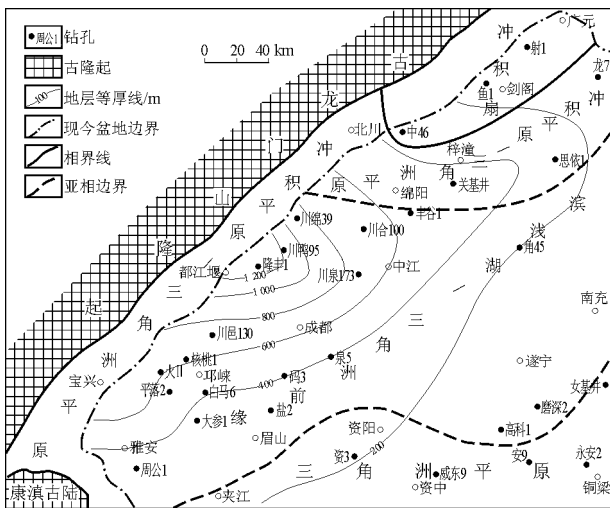 周公1 钻孔
古隆起
100 地层等厚线/m
现今盆地边界
相界线
亚相边界
0 20 40 km
龙门山古隆起
冲积平原
冲积扇
冲积平原
三角洲平原
三角洲平原
三角洲前缘
滨浅湖
三角洲平原
康滇古陆
广元
射1
龙7
鱼1
剑阁
北川
中46
梓潼
思依1
关基井
绵阳
丰谷1
川绵39
川合100
角45
川鸭95
隆丰1
都江堰
川泉173
中江
1 200
1 000
800
600
400
200
南充
川邑130
成都
核桃1
大11
泉5
遂宁
宝兴
邛崃
码3
平落2
白马6
女基井
磨深2
盐2
大参1
资阳
高科1
眉山
雅安
周公1
资3
安9
永安2
威东9
资中
铜梁
夹江